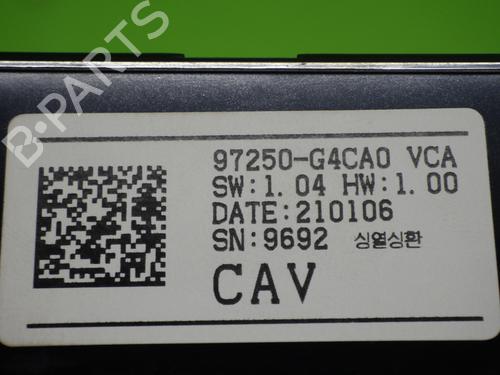 B-PARTS
97250-G4CA0 VCA
SW:1.04 HW:1.00
DATE:210106
SN:9692 싱열싱환
CAV